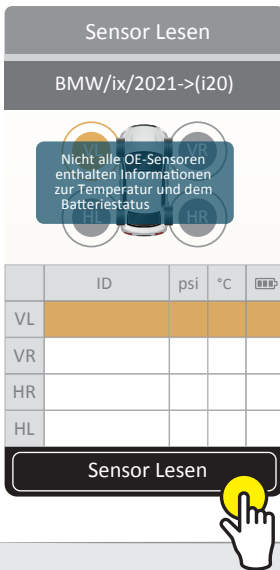 Sensor Lesen
BMW/ix/2021->(i20)
VL VR
Nicht alle OE-Sensoren
enthalten Informationen
zur Temperatur und dem
Batteriestatus
HL HR
ID psi °C
VL
VR
HR
HL
Sensor Lesen